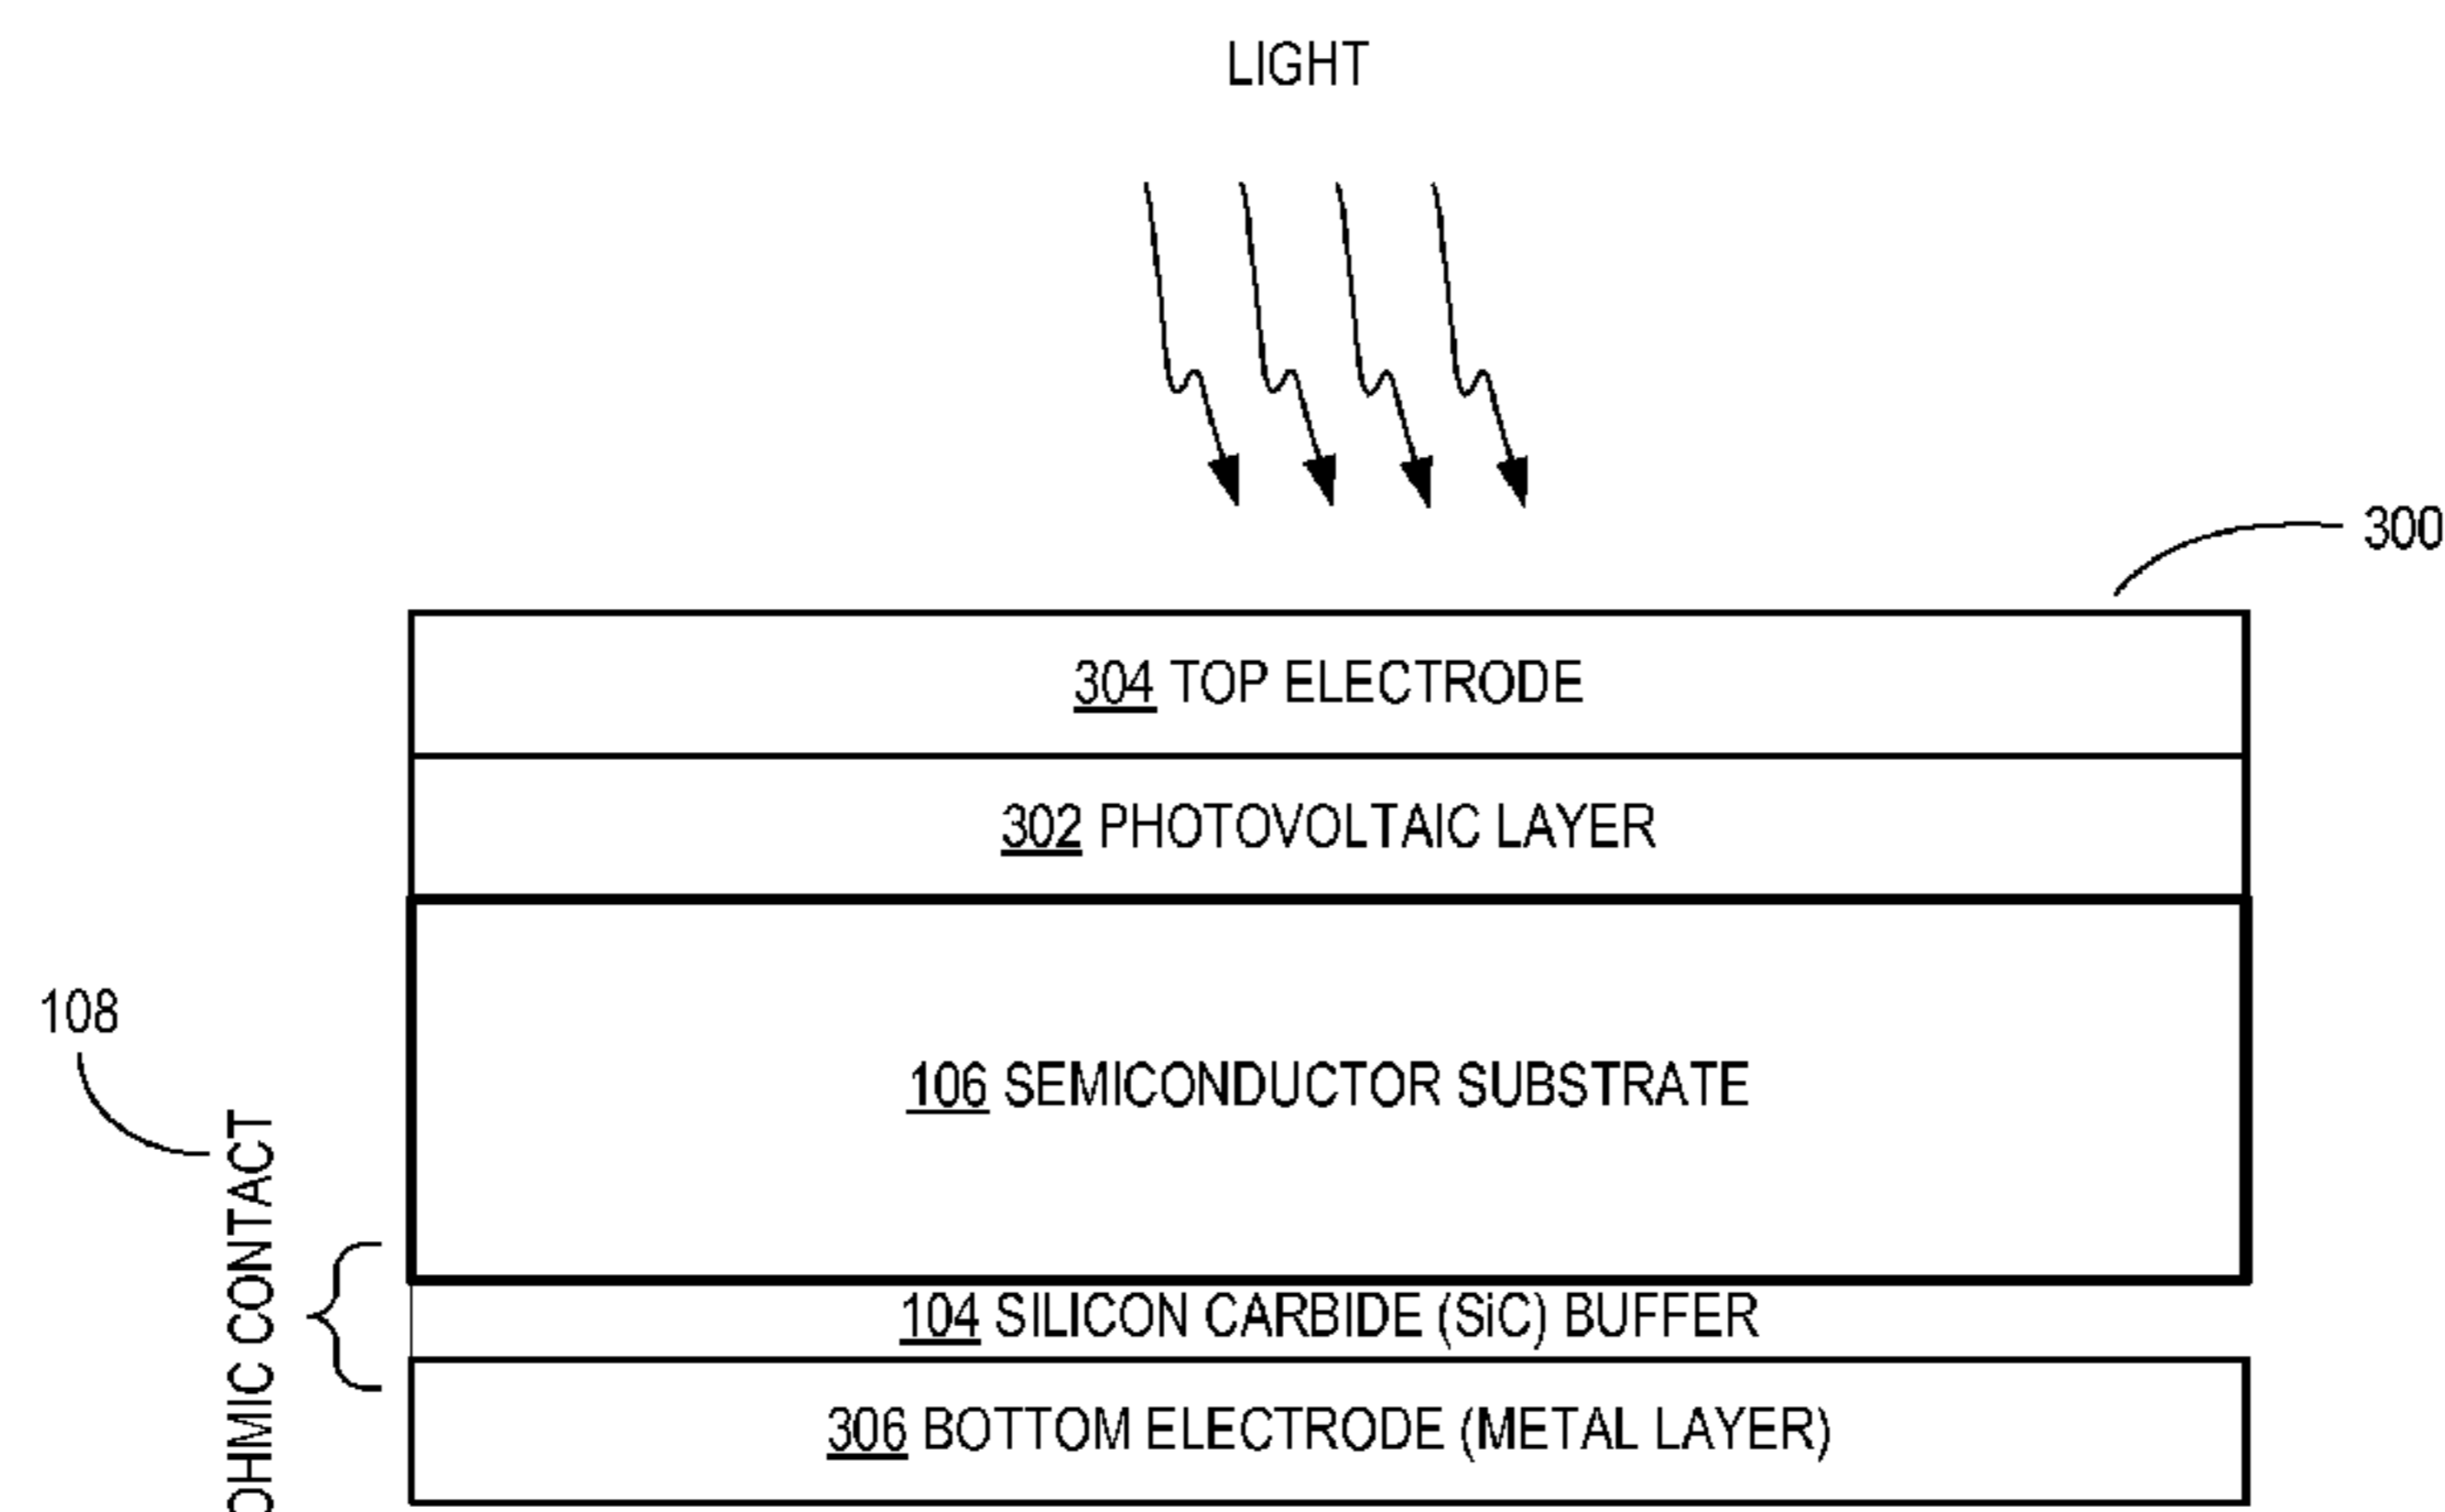 LIGHT
300
304 TOP ELECTRODE
302 PHOTOVOLTAIC LAYER
108
106 SEMICONDUCTOR SUBSTRATE
OHMIC CONTACT
104 SILICON CARBIDE (SiC) BUFFER
306 BOTTOM ELECTRODE (METAL LAYER)